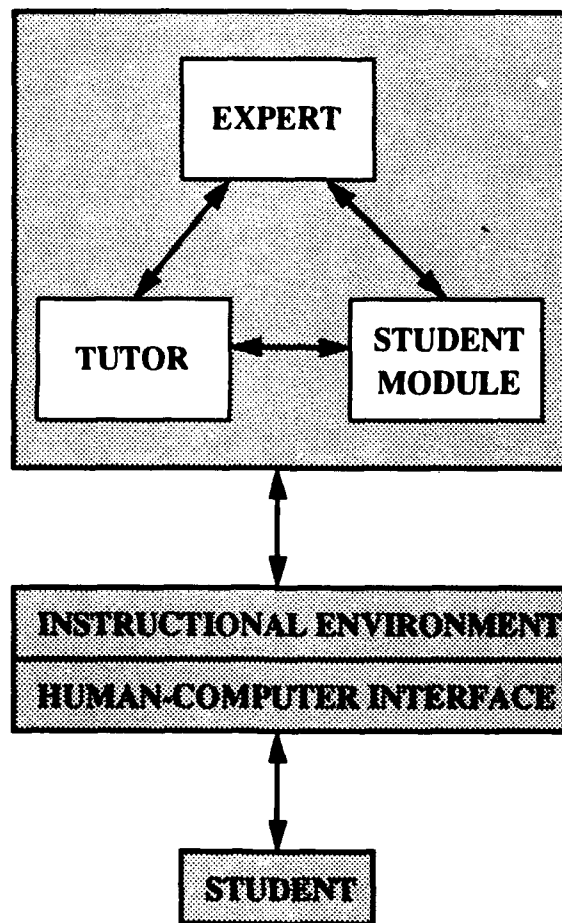 EXPERT
TUTOR
STUDENT
MODULE
INSTRUCTIONAL ENVIRONMENT
HUMAN-COMPUTER INTERFACE
STUDENT